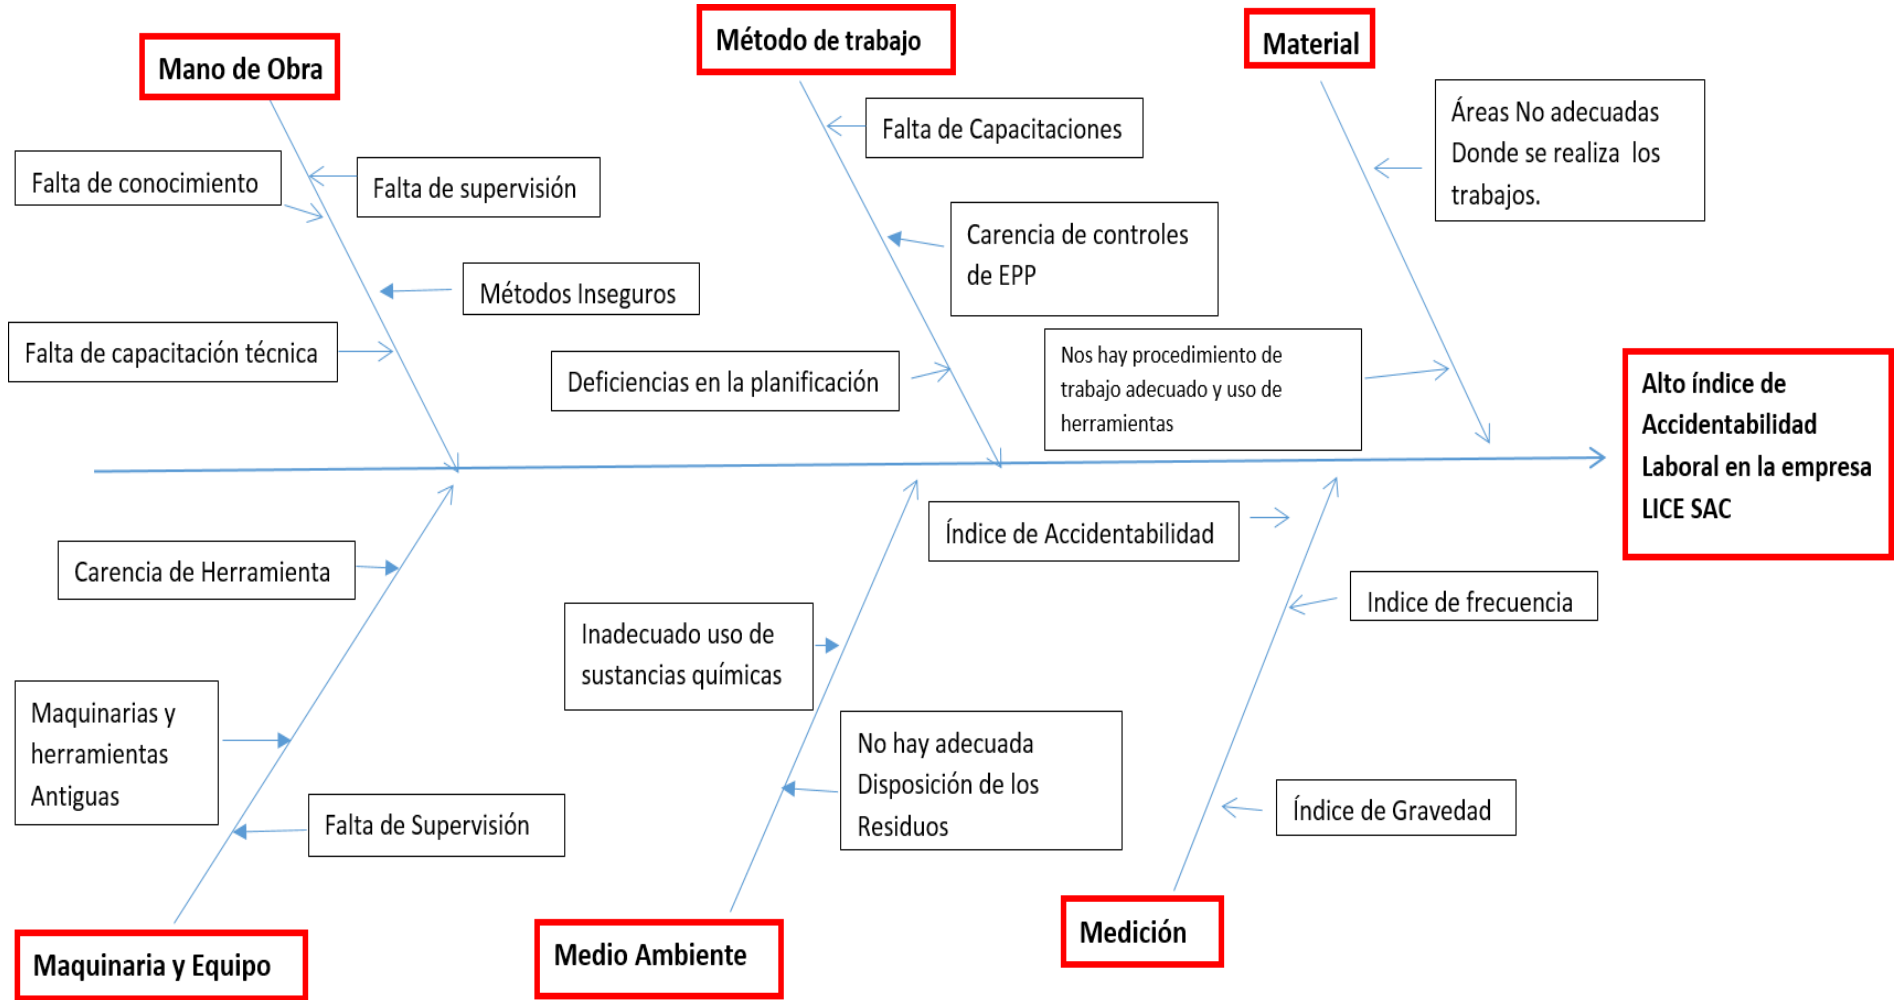 Mano de Obra
Método de trabajo
Material
Falta de conocimiento
Falta de supervisión
Métodos Inseguros
Falta de capacitación técnica
Falta de Capacitaciones
Carencia de controles
de EPP
Deficiencias en la planificación
Áreas No adecuadas
Donde se realiza los
trabajos.
Nos hay procedimiento de
trabajo adecuado y uso de
herramientas
Alto índice de
Accidentabilidad
Laboral en la empresa
LICE SAC
Carencia de Herramienta
Maquinarias y
herramientas
Antiguas
Falta de Supervisión
Inadecuado uso de
sustancias químicas
No hay adecuada
Disposición de los
Residuos
Índice de Accidentabilidad
Indice de frecuencia
Índice de Gravedad
Maquinaria y Equipo
Medio Ambiente
Medición